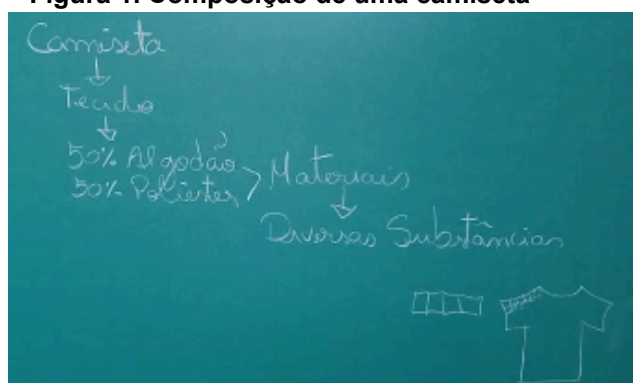 Figura 1: Composição de uma camiseta
Camiseta
Tecido
50% Algodão
50% Poliéster
Materiais
Diversas Substâncias